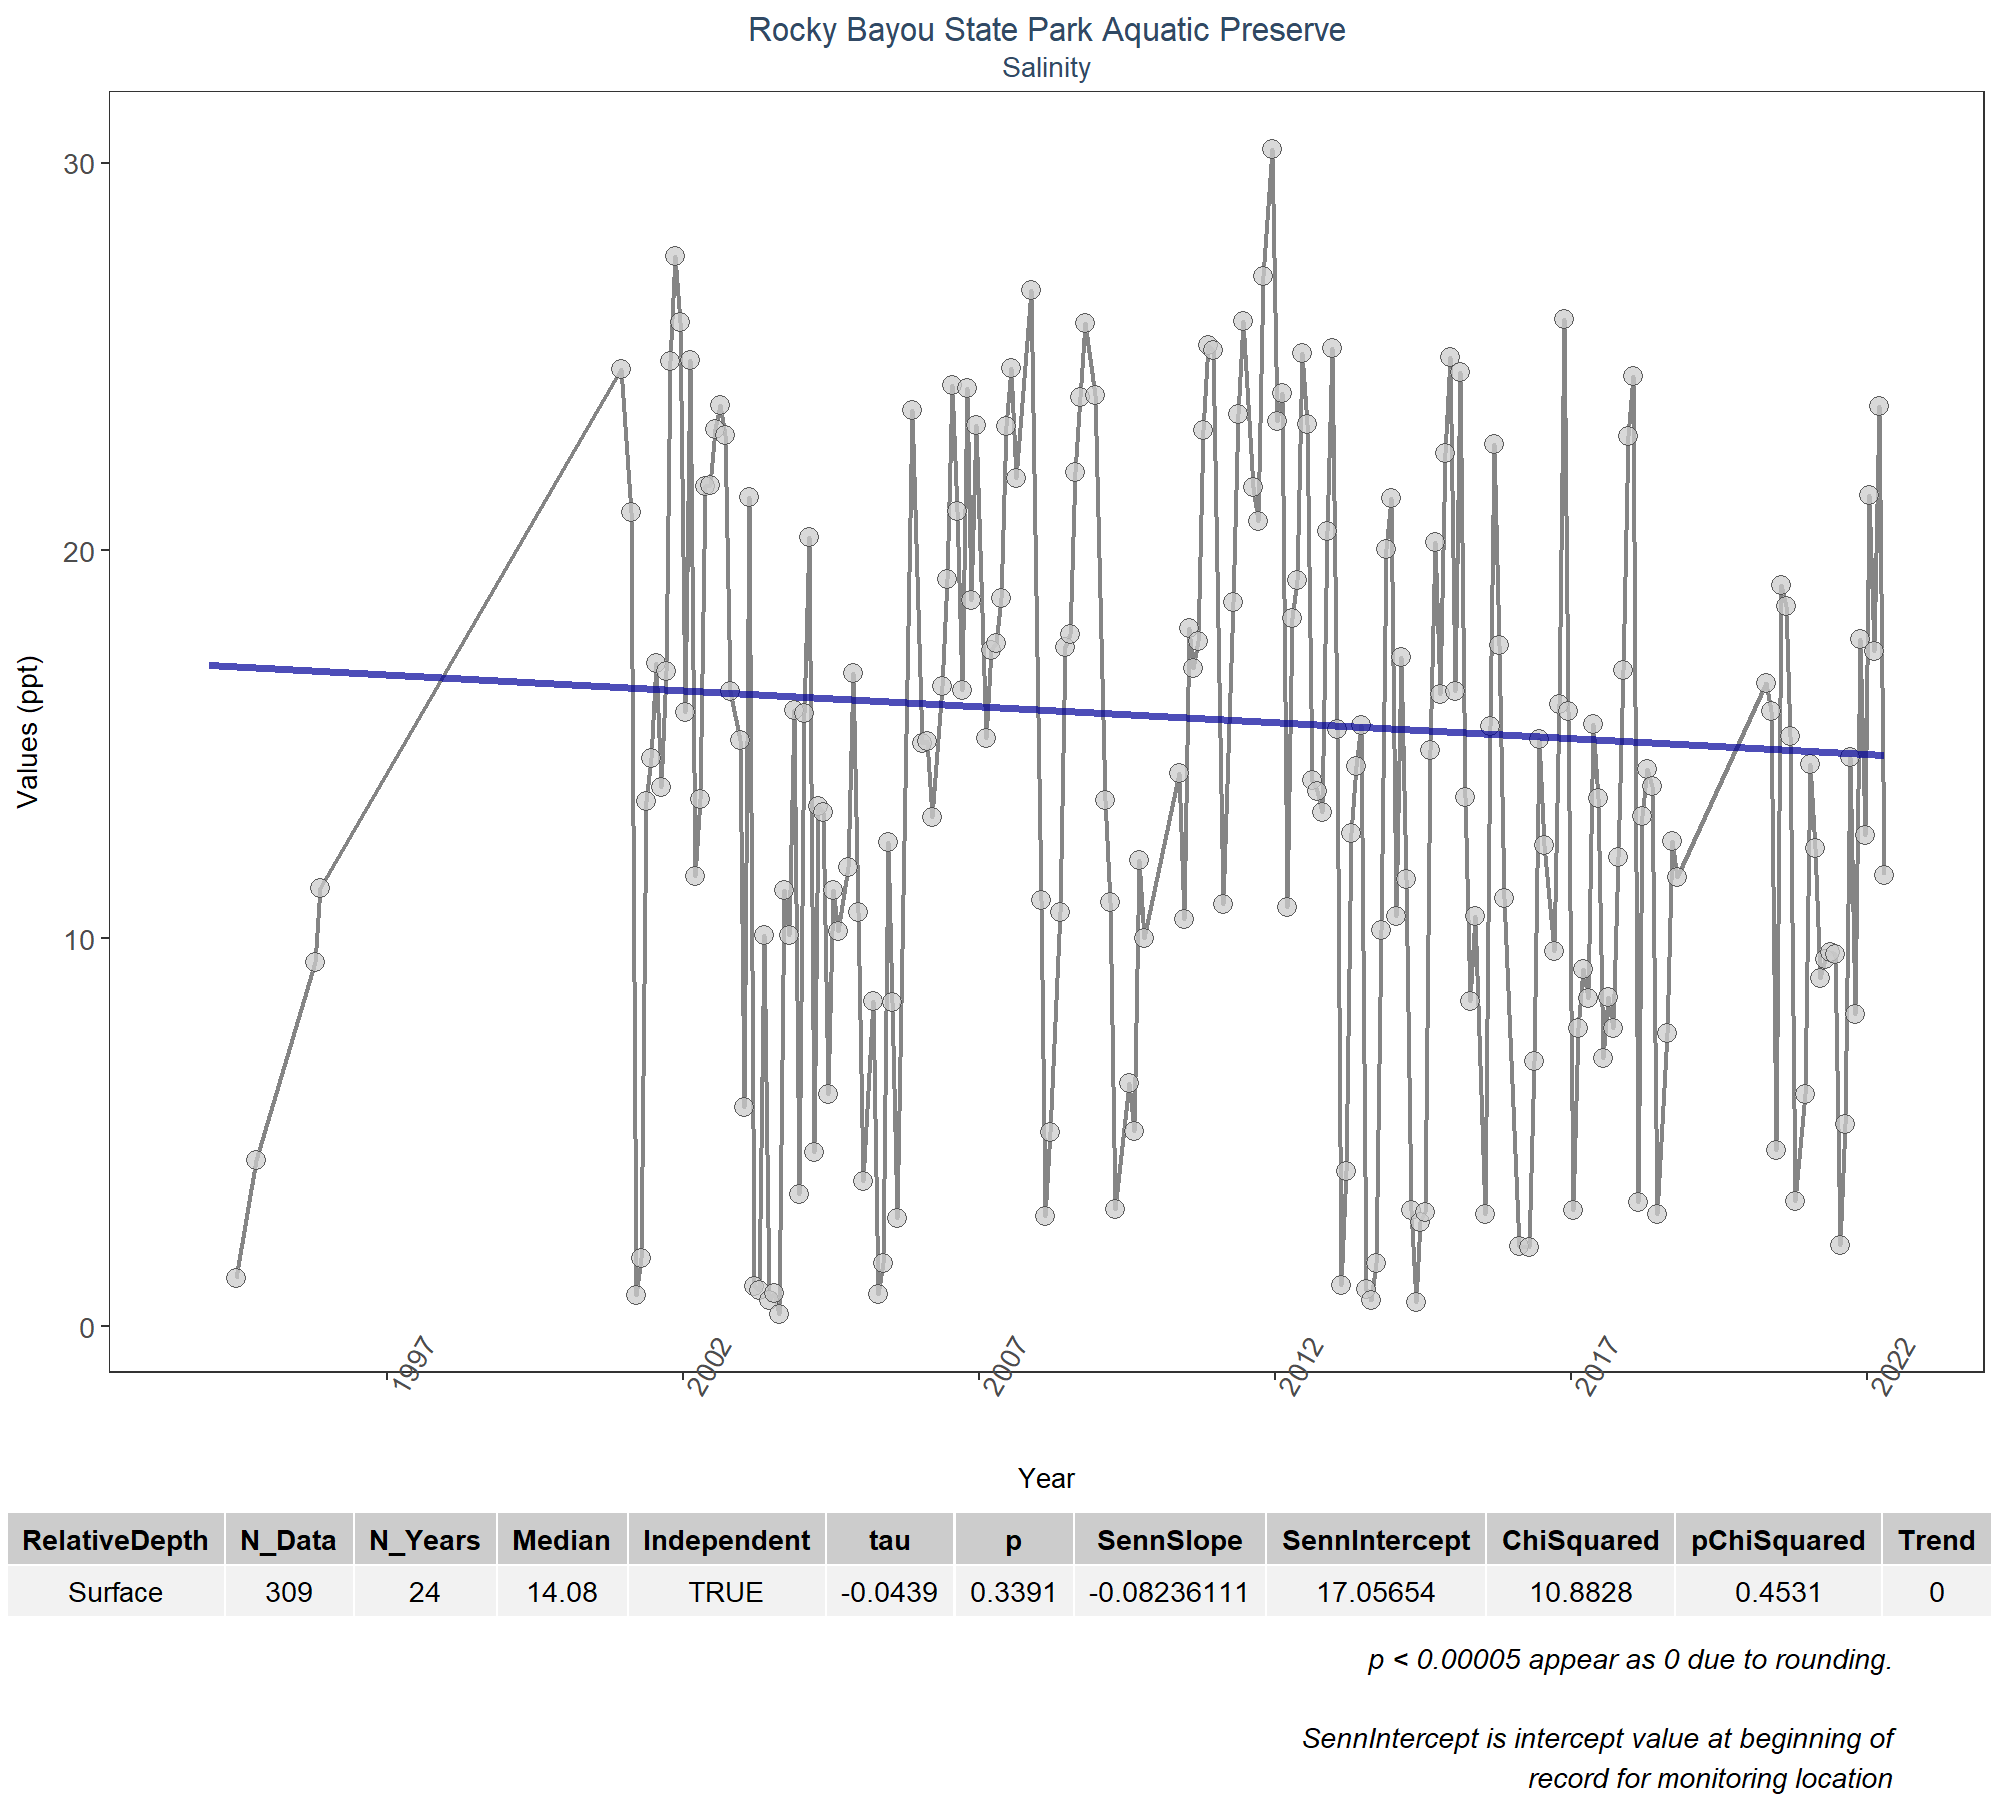 Rocky Bayou State Park Aquatic Preserve
Salinity
Values (ppt)
30
20
10
0
1997 2002 2007 2012 2017 2022
Year
RelativeDepth N_Data N_Years Median Independent tau p SennSlope SennIntercept ChiSquared pChiSquared Trend
Surface 309 24 14.08 TRUE -0.0439 0.3391 -0.08236111 17.05654 10.8828 0.4531 0
p < 0.00005 appear as 0 due to rounding.
SennIntercept is intercept value at beginning of
record for monitoring location